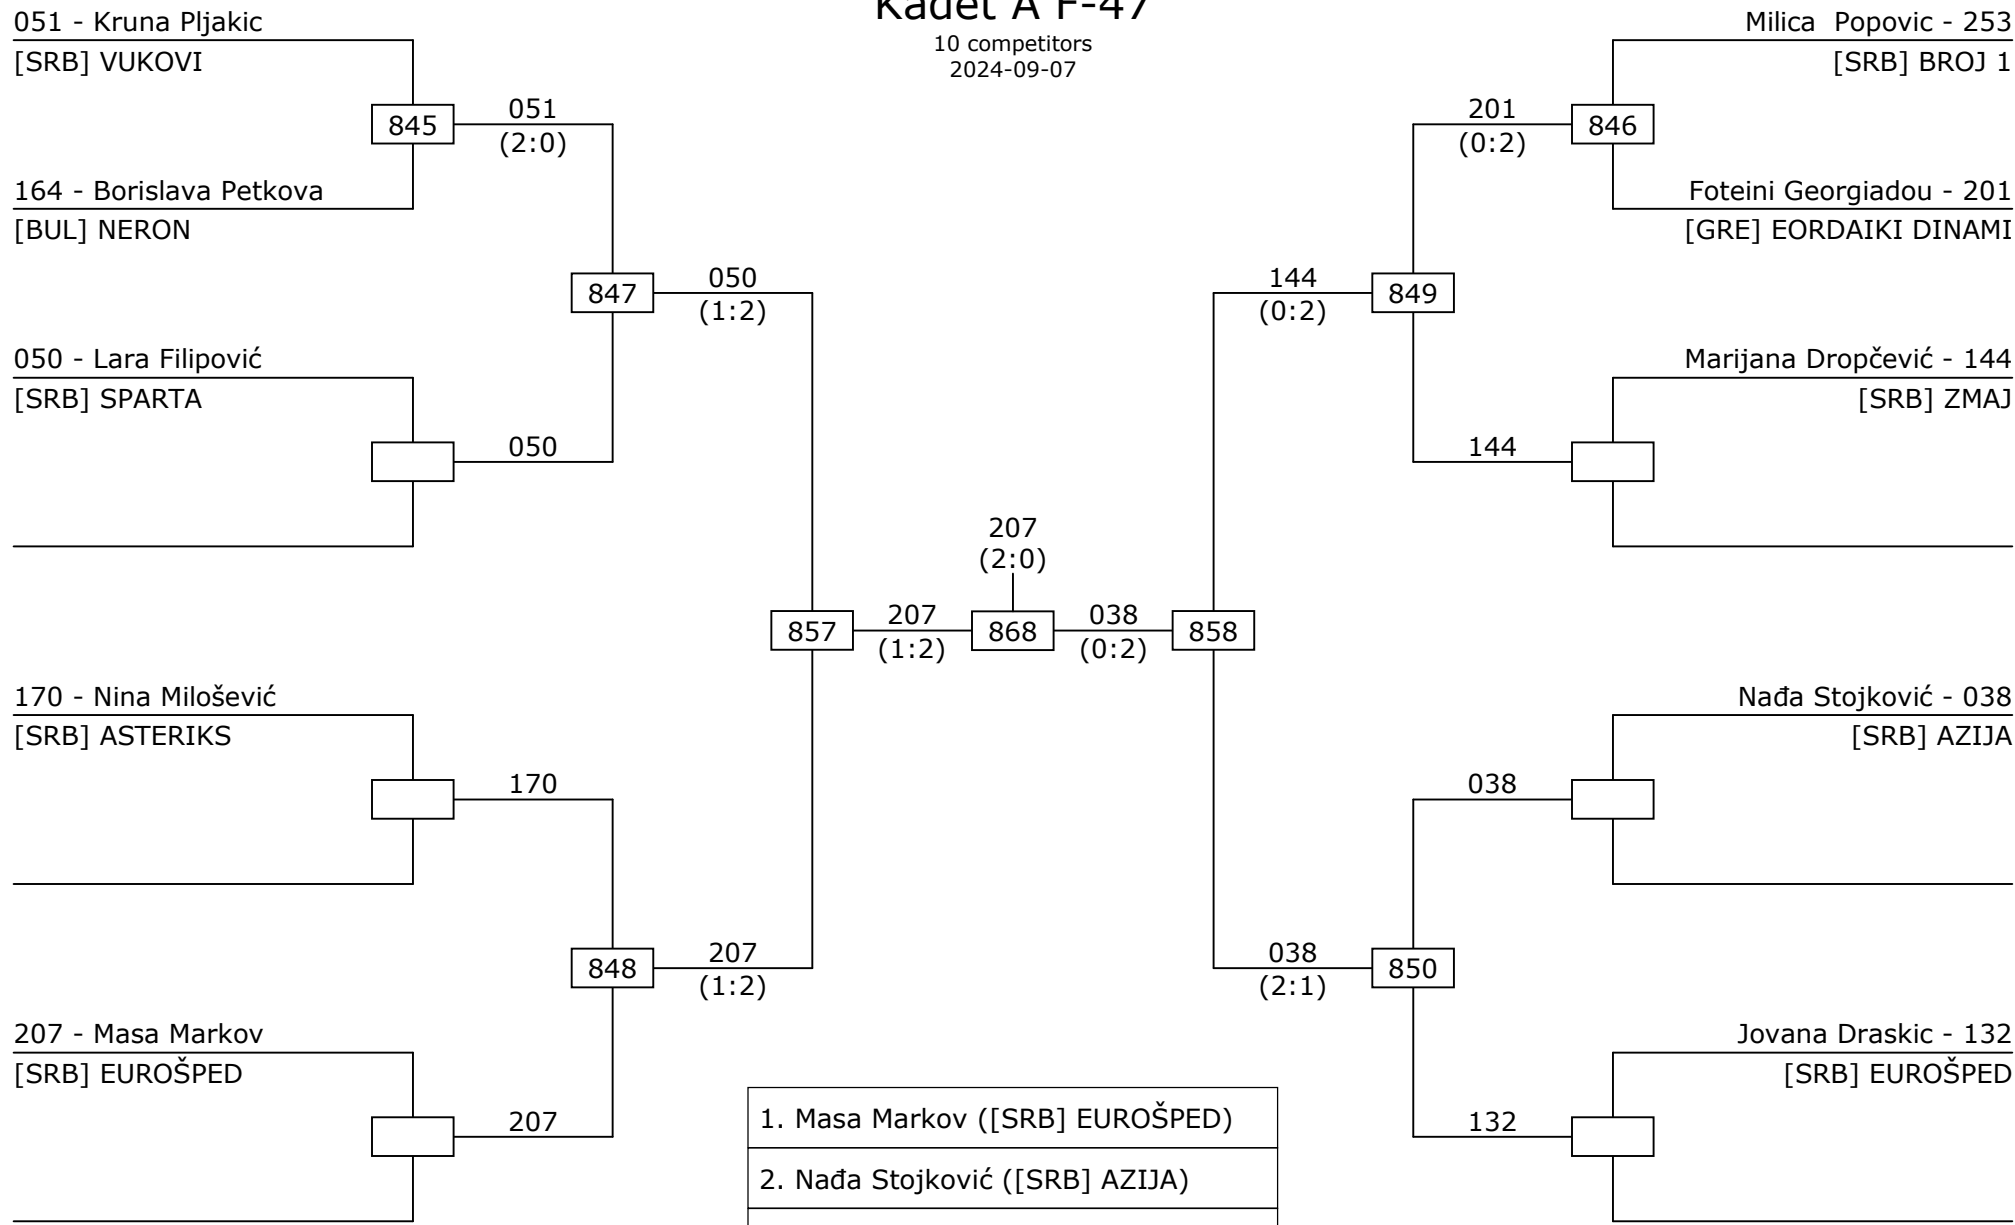 Kadet A F-47
10 competitors
2024-09-07
051 - Kruna Pljakic
[SRB] VUKOVI
845
051
(2:0)
164 - Borislava Petkova
[BUL] NERON
847
050
(1:2)
050 - Lara Filipović
[SRB] SPARTA
050
170 - Nina Milošević
[SRB] ASTERIKS
170
848
207
(1:2)
207 - Masa Markov
[SRB] EUROŠPED
207
857
207
(1:2)
207
(2:0)
868
038
(0:2)
858
Milica  Popovic - 253
[SRB] BROJ 1
201
(0:2)
846
Foteini Georgiadou - 201
[GRE] EORDAIKI DINAMI
144
(0:2)
849
Marijana Dropčević - 144
[SRB] ZMAJ
144
Nađa Stojković - 038
[SRB] AZIJA
038
038
(2:1)
850
Jovana Draskic - 132
[SRB] EUROŠPED
132
1. Masa Markov ([SRB] EUROŠPED)
2. Nađa Stojković ([SRB] AZIJA)